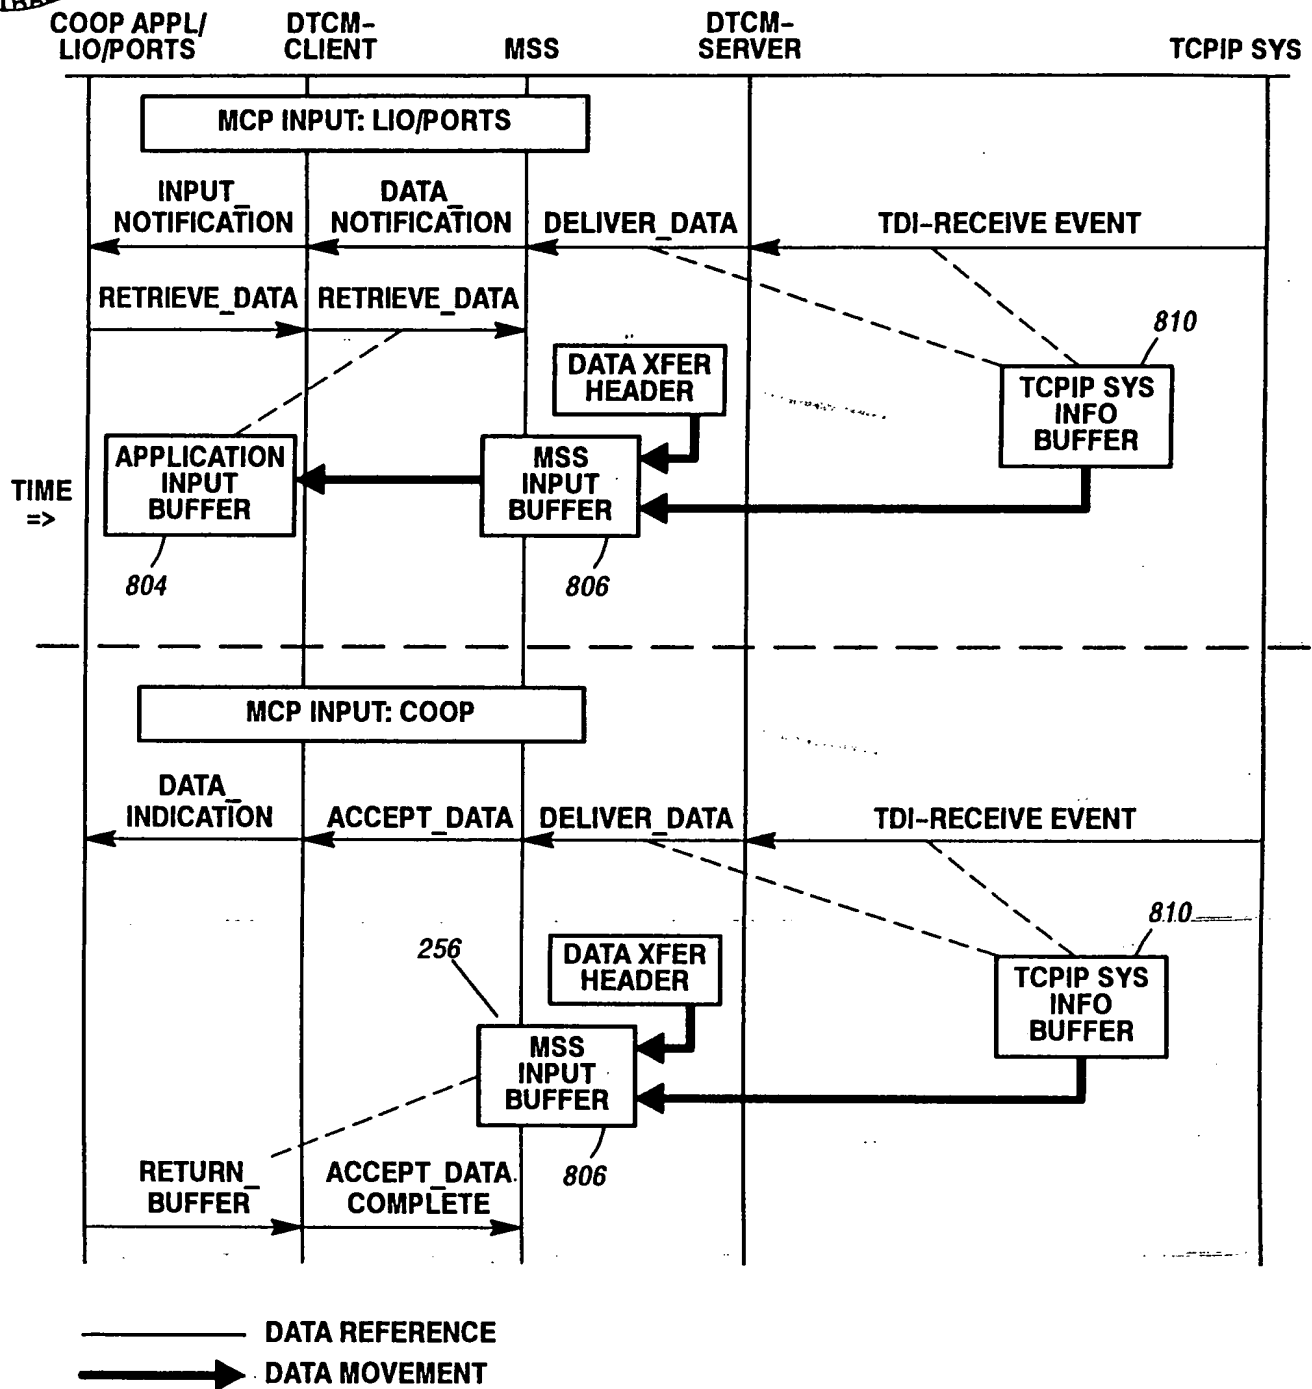 COOP APPL/
LIO/PORTS
DTCM-
CLIENT
MSS
DTCM-
SERVER
TCPIP SYS
MCP INPUT: LIO/PORTS
INPUT_
NOTIFICATION
DATA_
NOTIFICATION
DELIVER_DATA
TDI-RECEIVE EVENT
RETRIEVE_DATA
RETRIEVE_DATA
810
DATA XFER
HEADER
TCPIP SYS
INFO
BUFFER
APPLICATION
INPUT
BUFFER
MSS
INPUT
BUFFER
TIME
=>
804
806
MCP INPUT: COOP
DATA_
INDICATION
ACCEPT_DATA
DELIVER_DATA
TDI-RECEIVE EVENT
810
256
DATA XFER
HEADER
TCPIP SYS
INFO
BUFFER
MSS
INPUT
BUFFER
806
RETURN_
BUFFER
ACCEPT_DATA
COMPLETE
DATA REFERENCE
DATA MOVEMENT